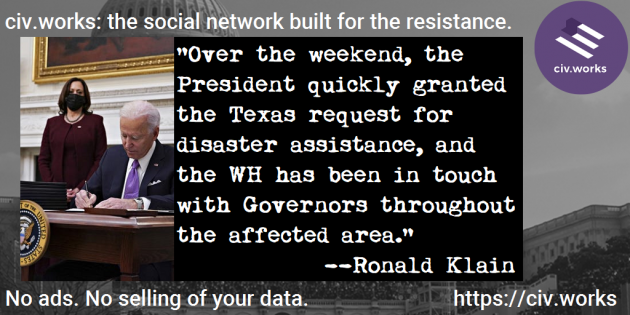 civ.works: the social network built for the resistance.
civ.works
"Over the weekend, the
President quickly granted
the Texas request for
disaster assistance, and
the WH has been in touch
with Governors throughout
the affected area."
--Ronald Klain
No ads. No selling of your data.
https://civ.works